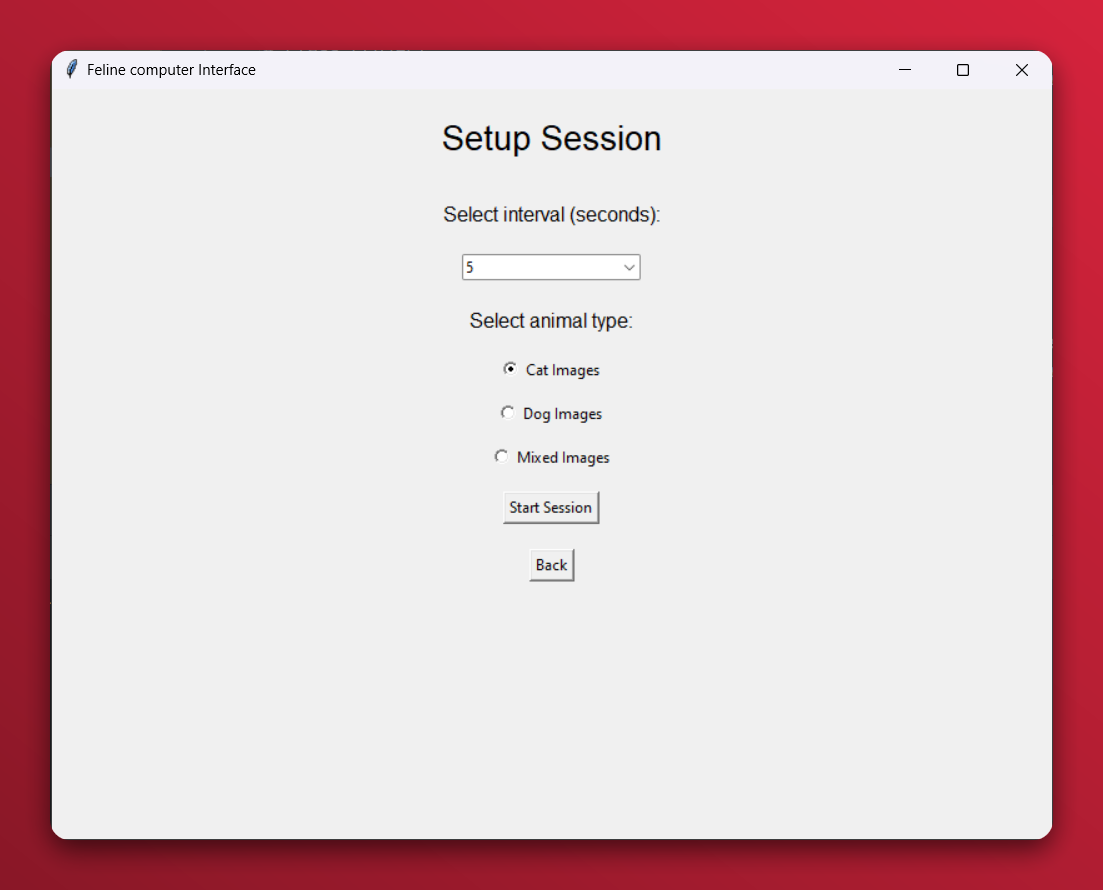 Feline computer Interface
Setup Session
Select interval (seconds):
5
Select animal type:
Cat Images
Dog Images
Mixed Images
Start Session
Back